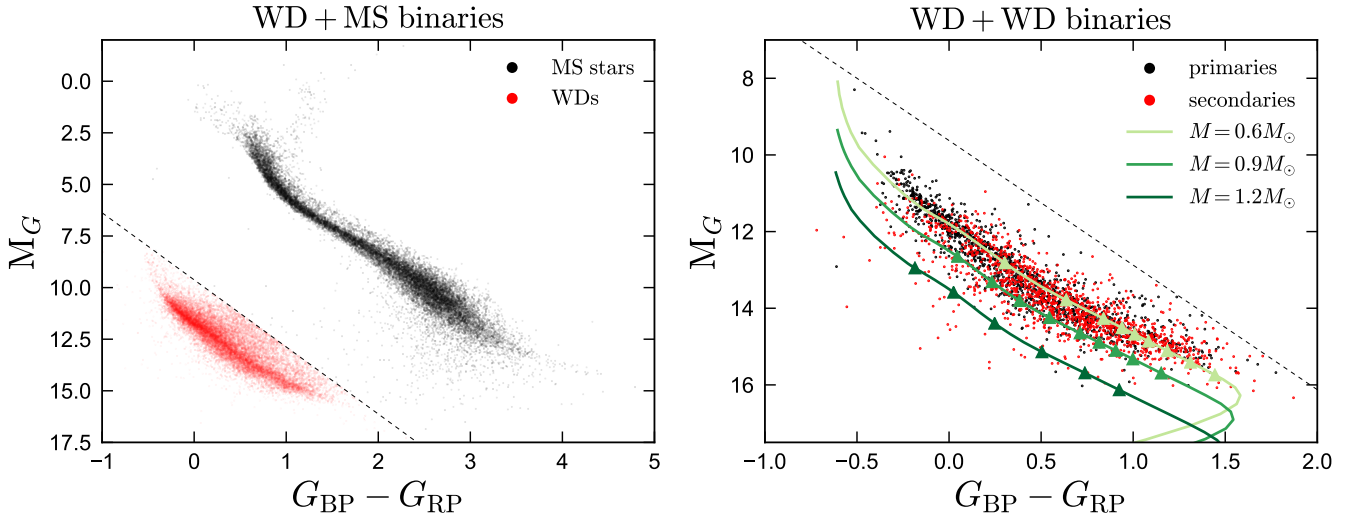 WD + MS binaries
MS stars
WDs
0.0
2.5
5.0
7.5
10.0
12.5
15.0
17.5
M_G
−1 0 1 2 3 4 5
G_BP − G_RP
WD + WD binaries
primaries
secondaries
M = 0.6M_⊙
M = 0.9M_⊙
M = 1.2M_⊙
8
10
12
14
16
M_G
−1.0 −0.5 0.0 0.5 1.0 1.5 2.0
G_BP − G_RP